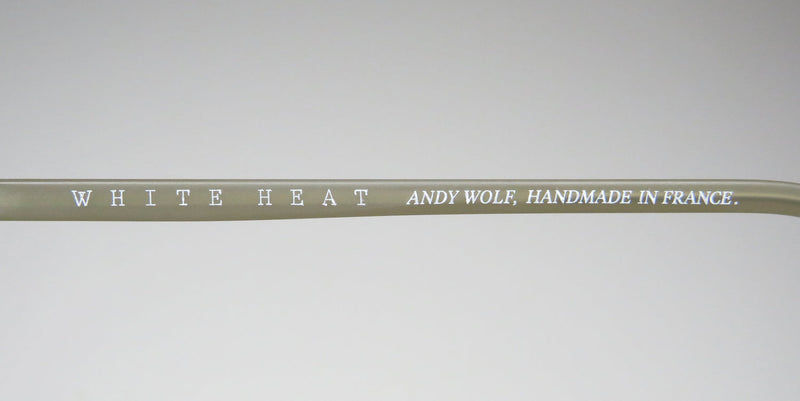 WHITE HEAT ANDY WOLF, HANDMADE IN FRANCE.